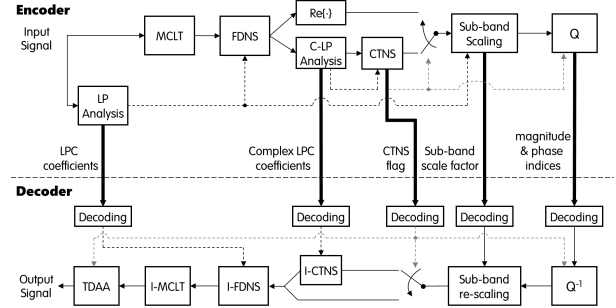 Encoder
Input
Signal
MCLT
FDNS
Re{·}
C-LP
Analysis
CTNS
Sub-band
Scaling
Q
LP
Analysis
LPC
coefficients
Complex LPC
coefficients
CTNS
flag
Sub-band
scale factor
magnitude
& phase
indices
Decoder
Decoding
Decoding
Decoding
Decoding
Decoding
Output
Signal
TDAA
I-MCLT
I-FDNS
I-CTNS
Sub-band
re-scaling
Q-1